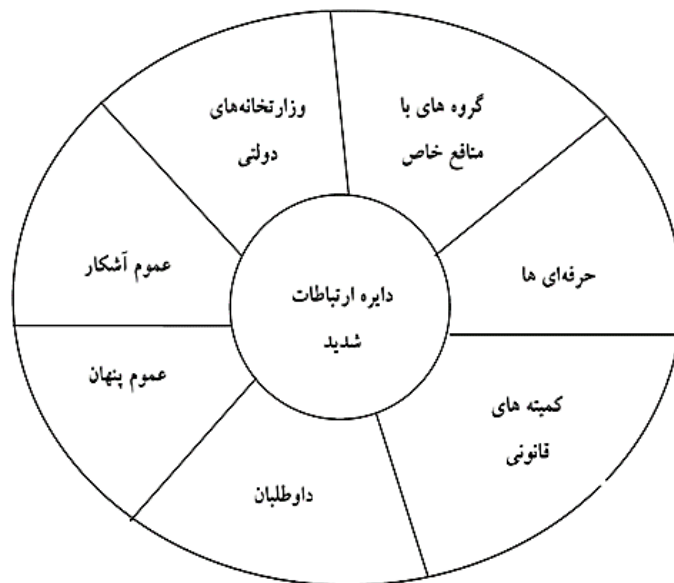 گروه های با
منافع خاص
وزارتخانه‌های
دولتی
حرفه‌ای ها
عموم آشکار
دایره ارتباطات
شدید
عموم پنهان
کمیته های
قانونی
داوطلبان